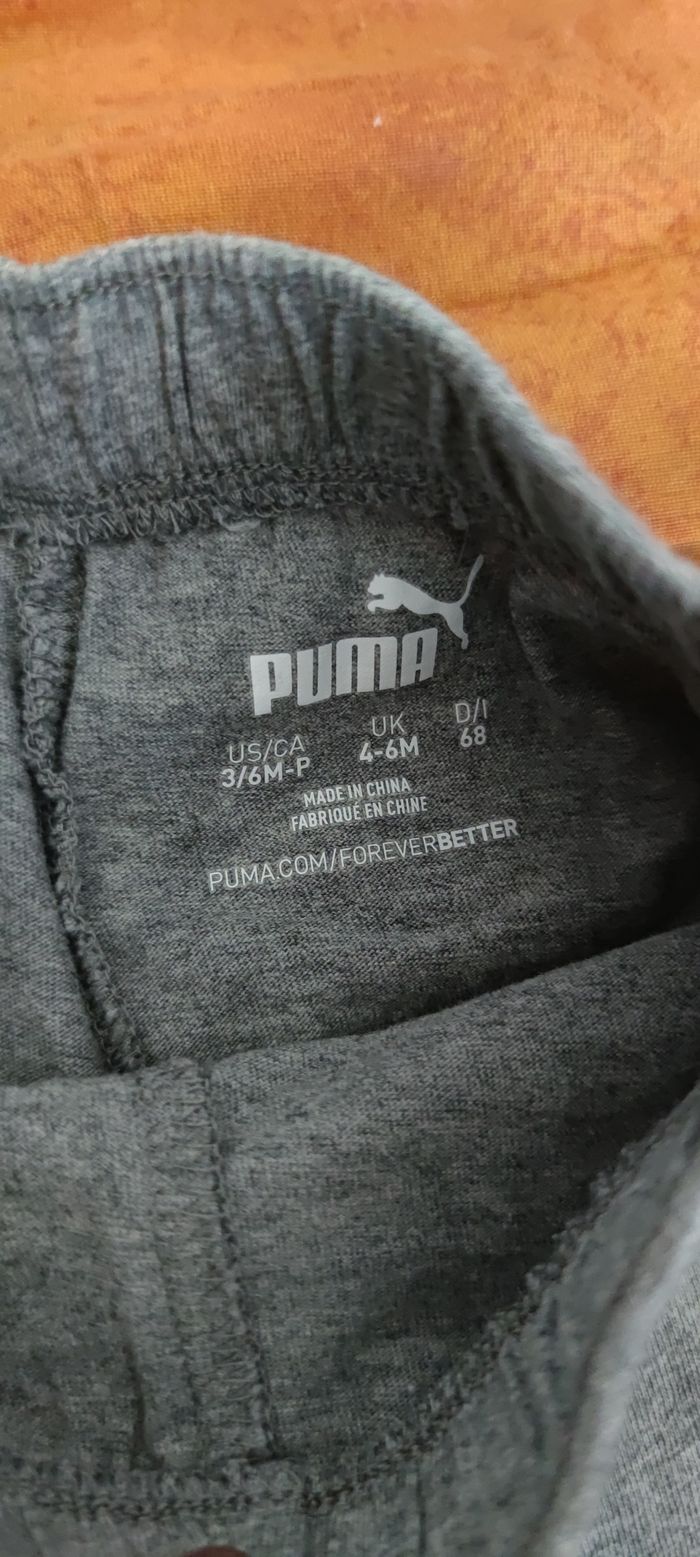 PUMA
US/CA UK D/I
3/6M-P 4-6M 68
MADE IN CHINA
FABRIQUÉ EN CHINE
PUMA.COM/FOREVERBETTER